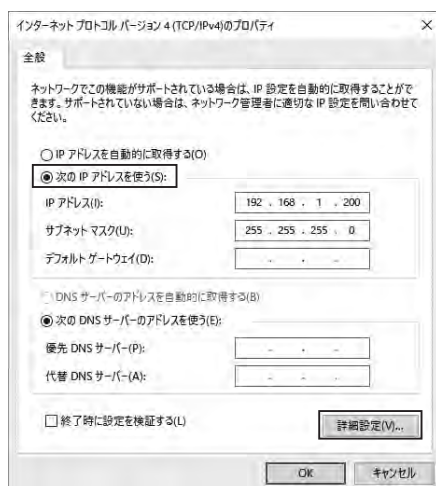 インターネット プロトコル バージョン 4 (TCP/IPv4)のプロパティ
全般
ネットワークでこの機能がサポートされている場合は、IP 設定を自動的に取得することがで
きます。サポートされていない場合は、ネットワーク管理者に適切な IP 設定を問い合わせて
ください。
IP アドレスを自動的に取得する(O)
次の IP アドレスを使う(S):
IP アドレス(I): 192 . 168 . 1 . 200
サブネット マスク(U): 255 . 255 . 255 . 0
デフォルト ゲートウェイ(D): . . .
DNS サーバーのアドレスを自動的に取得する(B)
次の DNS サーバーのアドレスを使う(E):
優先 DNS サーバー(P): . . .
代替 DNS サーバー(A): . . .
終了時に設定を検証する(L)
詳細設定(V)...
OK キャンセル